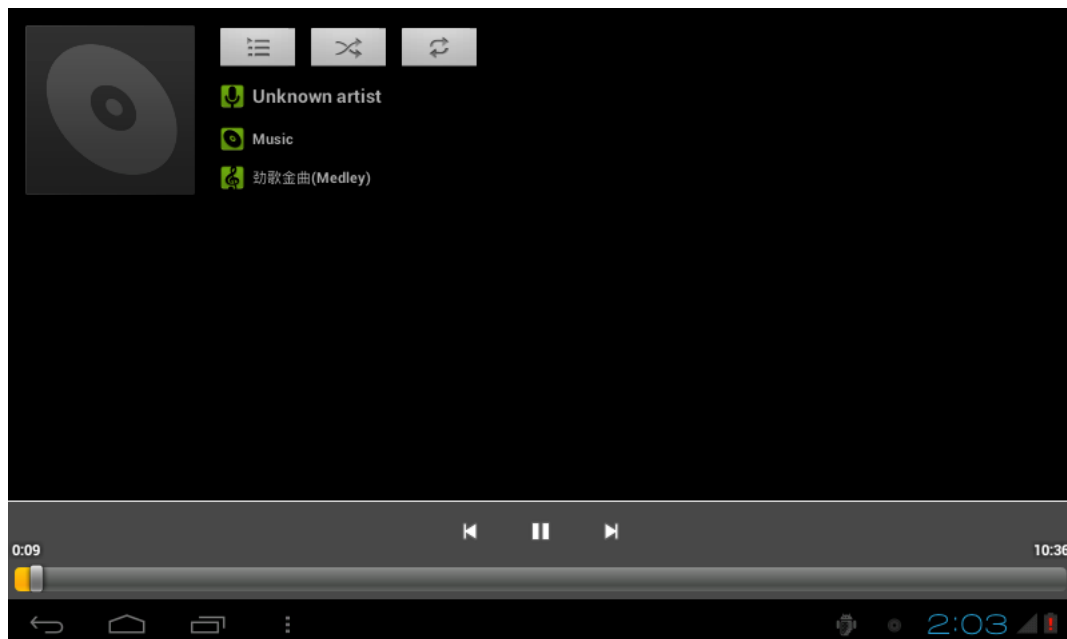 Unknown artist
Music
劲歌金曲(Medley)
0:09
10:36
2:03